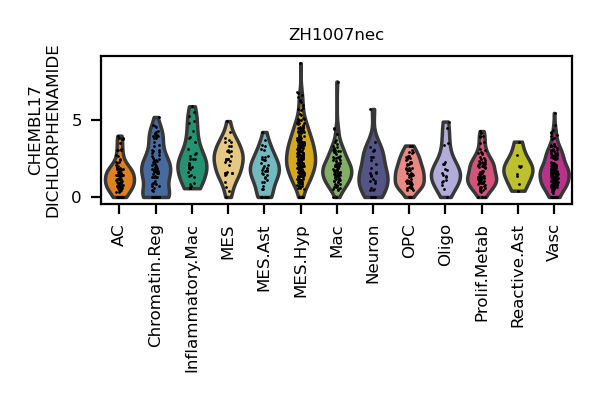 ZH1007nec
CHEMBL17
DICHLORPHENAMIDE
5
0
AC
Chromatin.Reg
Inflammatory.Mac
MES
MES.Ast
MES.Hyp
Mac
Neuron
OPC
Oligo
Prolif.Metab
Reactive.Ast
Vasc